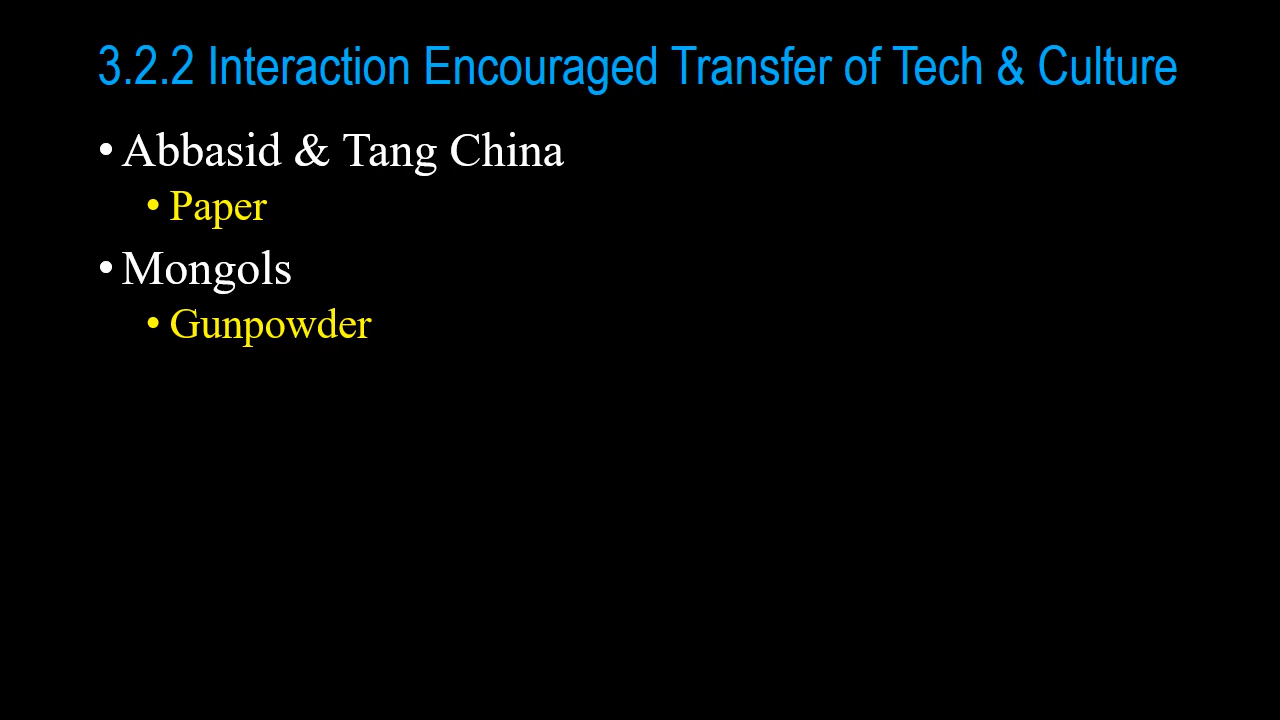 3.2.2 Interaction Encouraged Transfer of Tech & Culture
• Abbasid & Tang China
• Paper
• Mongols
• Gunpowder